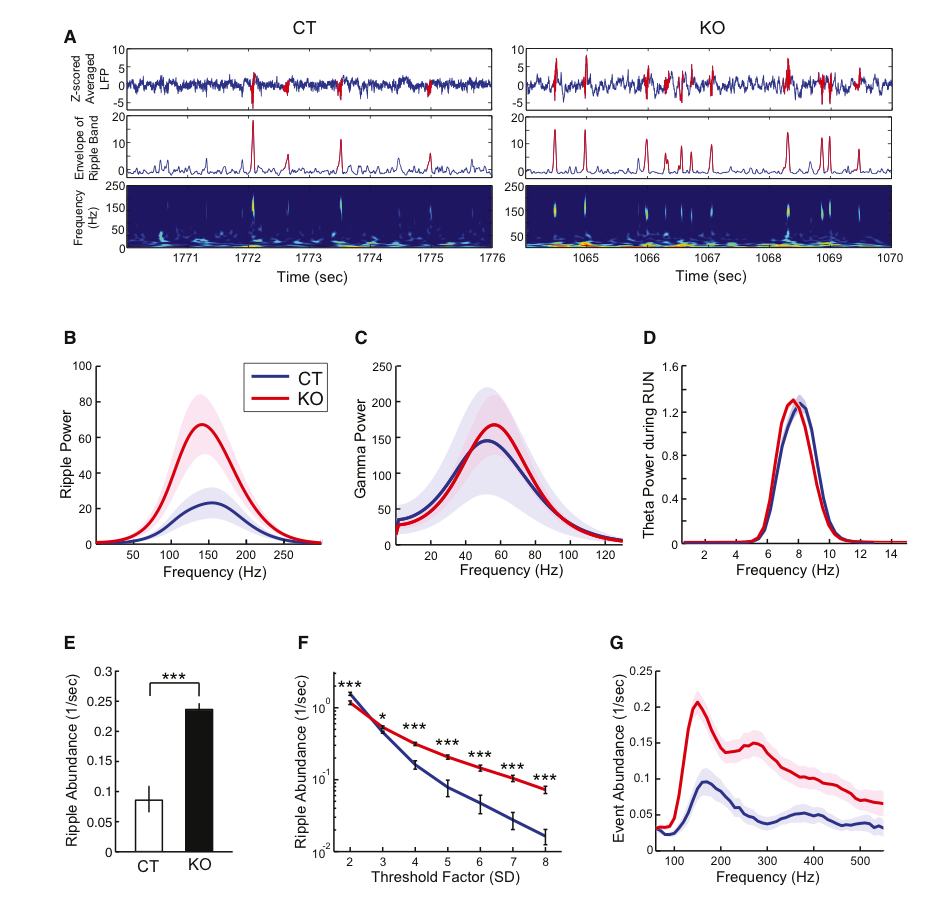 A
CT
KO
Z-scored
Averaged
LFP
10
5
0
-5
10
5
0
-5
Envelope of
Ripple Band
20
10
0
20
10
0
Frequency
(Hz)
250
150
50
0
250
150
50
1771 1772 1773 1774 1775 1776
1065 1066 1067 1068 1069 1070
Time (sec)
Time (sec)
B
Ripple Power
100
80
60
40
20
0
50 100 150 200 250
Frequency (Hz)
CT
KO
C
Gamma Power
250
200
150
100
50
0
20 40 60 80 100 120
Frequency (Hz)
D
Theta Power during RUN
1.6
1.2
0.8
0.4
0
2 4 6 8 10 12 14
Frequency (Hz)
E
Ripple Abundance (1/sec)
0.3
0.25
0.15
0.1
0.05
0
***
CT KO
F
Ripple Abundance (1/sec)
10^0
10^-1
10^-2
*** * *** *** *** *** ***
2 3 4 5 6 7 8
Threshold Factor (SD)
G
Event Abundance (1/sec)
0.25
0.2
0.15
0.1
0.05
0
100 200 300 400 500
Frequency (Hz)